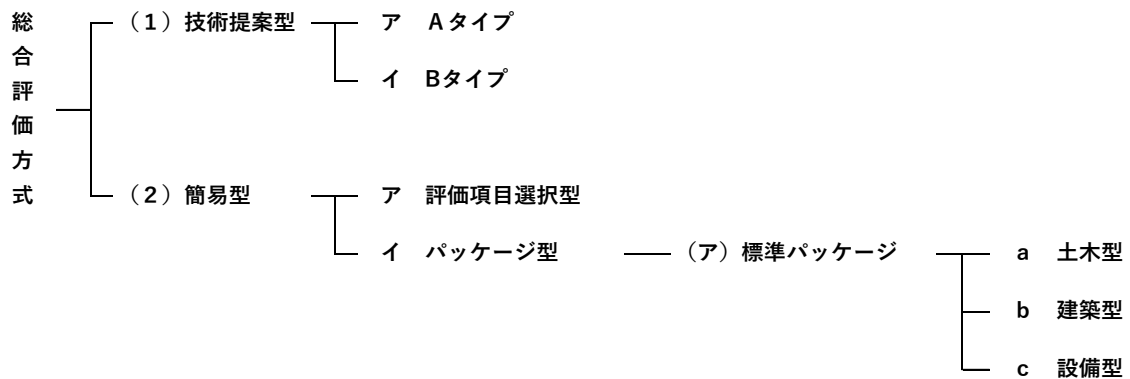 総合評価方式
（１）技術提案型
ア Ａタイプ
イ Bタイプ
（２）簡易型
ア 評価項目選択型
イ パッケージ型
（ア）標準パッケージ
a 土木型
b 建築型
c 設備型